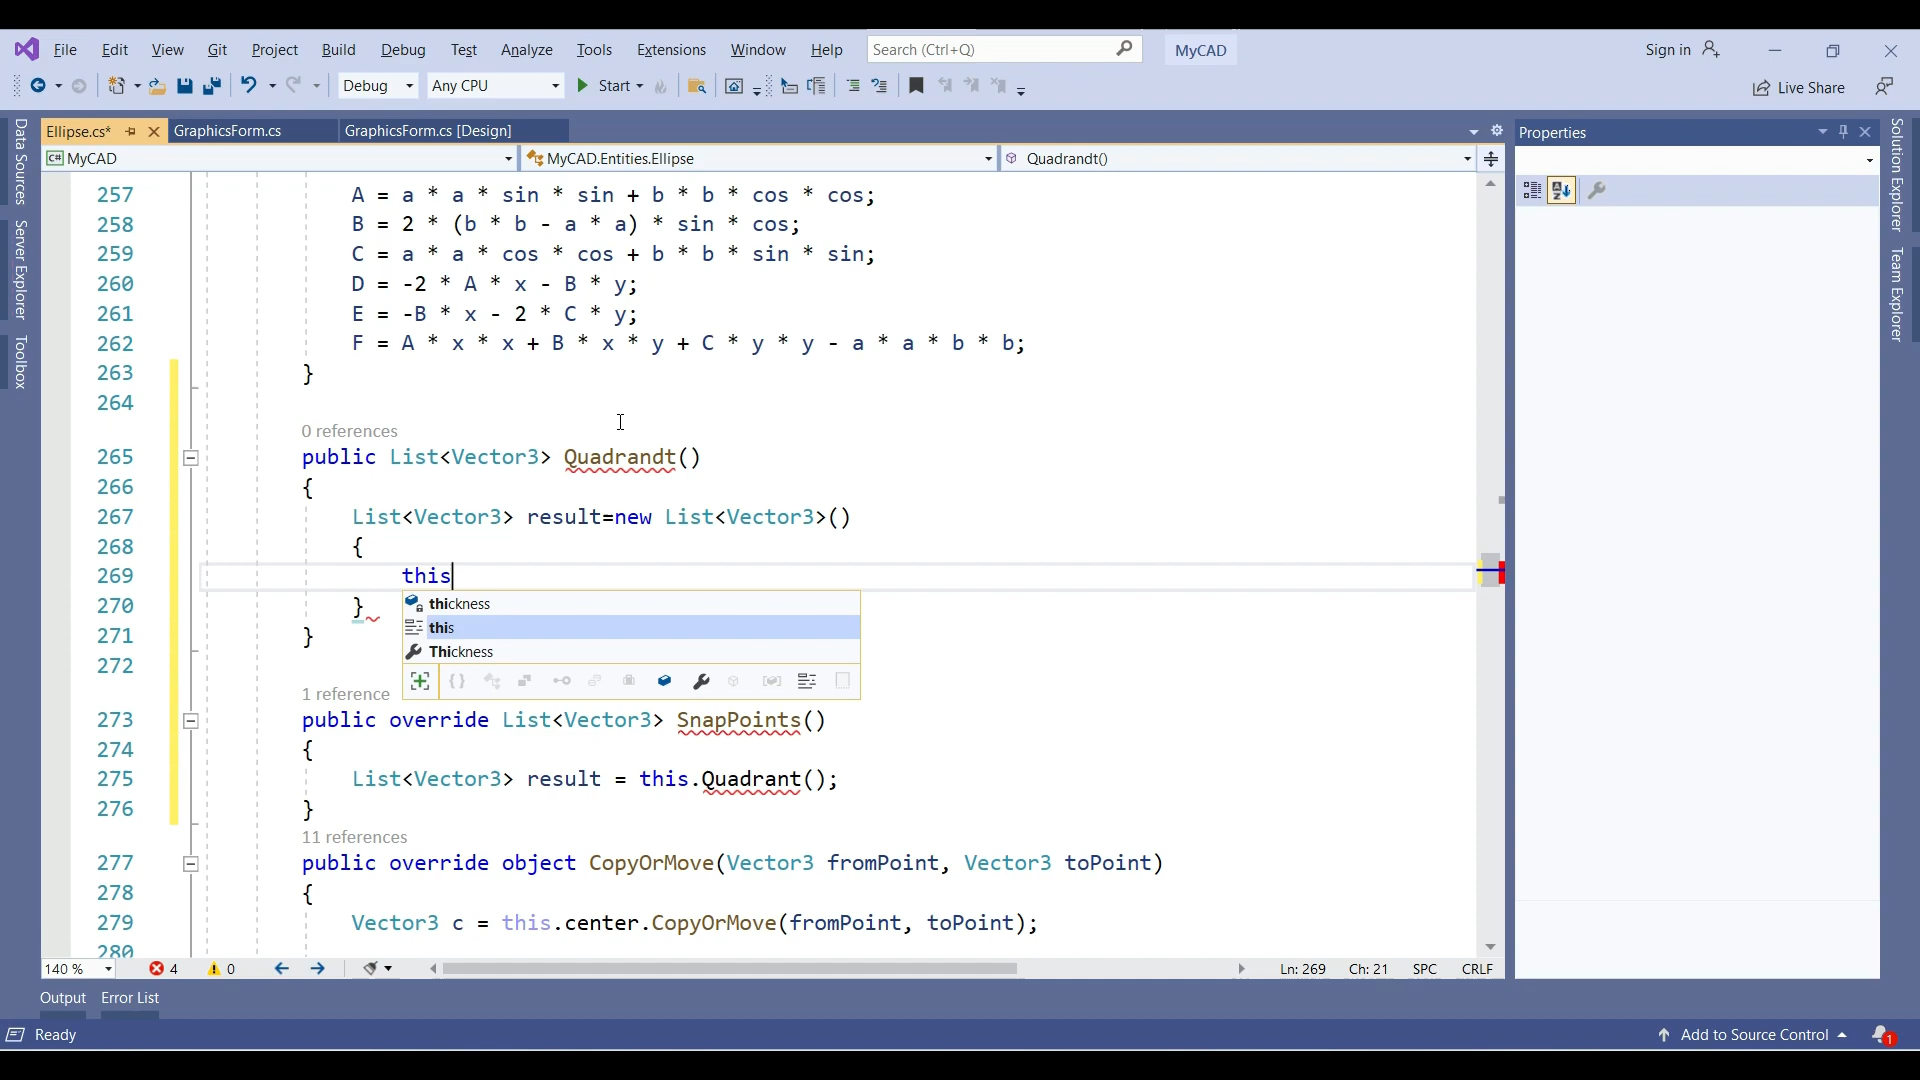 File Edit View Git Project Build Debug Test Analyze Tools Extensions Window Help Search (Ctrl+Q) MyCAD Sign in
Debug Any CPU Start Live Share
Ellipse.cs* GraphicsForm.cs GraphicsForm.cs [Design] Properties
C# MyCAD MyCAD.Entities.Ellipse Quadrandt()
Data Sources
Server Explorer
Toolbox
Solution Explorer
Team Explorer
257 A = a * a * sin * sin + b * b * cos * cos;
258 B = 2 * (b * b - a * a) * sin * cos;
259 C = a * a * cos * cos + b * b * sin * sin;
260 D = -2 * A * x - B * y;
261 E = -B * x - 2 * C * y;
262 F = A * x * x + B * x * y + C * y * y - a * a * b * b;
263 }
264
0 references
265 public List<Vector3> Quadrandt()
266 {
267 List<Vector3> result=new List<Vector3>()
268 {
269 this
thickness
270 }
this
271 }
Thickness
272
1 reference
273 public override List<Vector3> SnapPoints()
274 {
275 List<Vector3> result = this.Quadrant();
276 }
11 references
277 public override object CopyOrMove(Vector3 fromPoint, Vector3 toPoint)
278 {
279 Vector3 c = this.center.CopyOrMove(fromPoint, toPoint);
280
140 % 4 0 Ln: 269 Ch: 21 SPC CRLF
Output Error List
Ready Add to Source Control 1